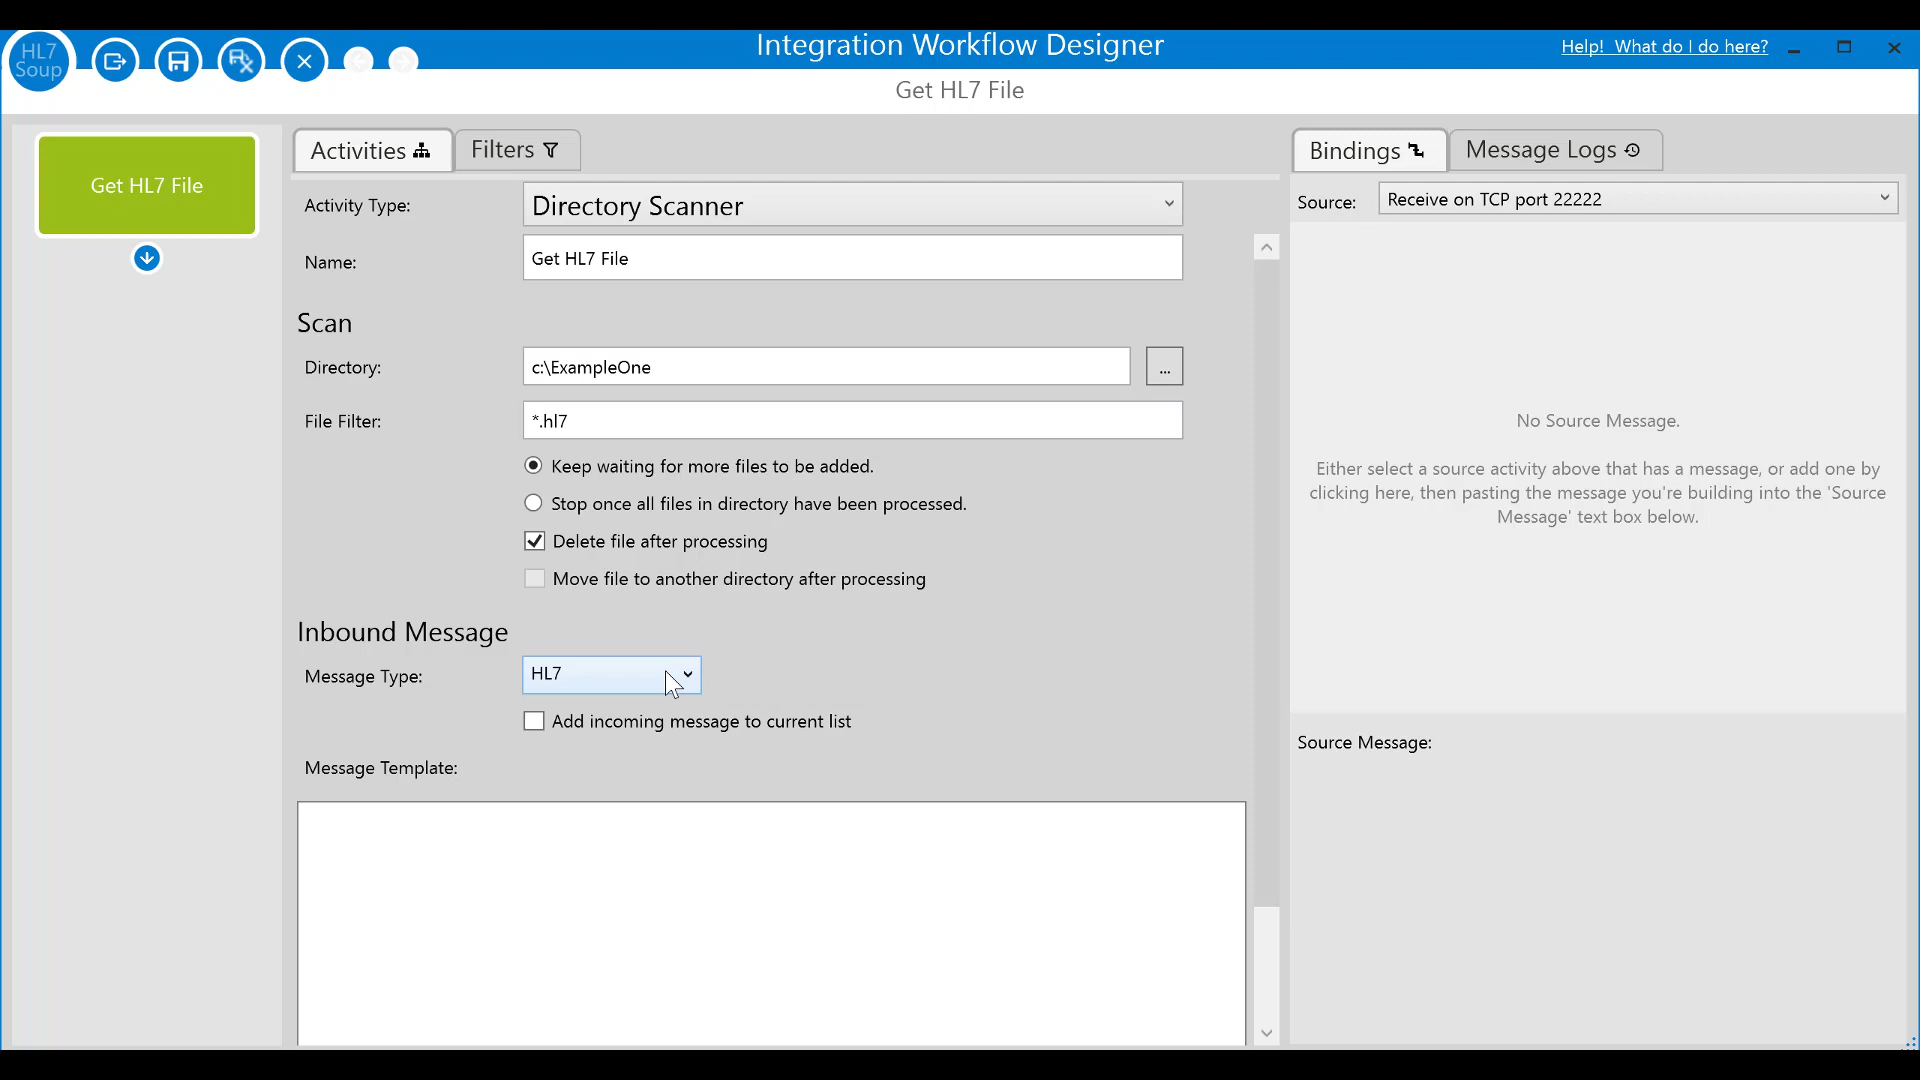 HL7
Soup
Integration Workflow Designer
Help! What do I do here?
Get HL7 File
Get HL7 File
Activities
Filters
Activity Type:
Directory Scanner
Name:
Get HL7 File
Scan
Directory:
c:\ExampleOne
...
File Filter:
*.hl7
Keep waiting for more files to be added.
Stop once all files in directory have been processed.
Delete file after processing
Move file to another directory after processing
Inbound Message
Message Type:
HL7
Add incoming message to current list
Message Template:
Bindings
Message Logs
Source:
Receive on TCP port 22222
No Source Message.
Either select a source activity above that has a message, or add one by
clicking here, then pasting the message you're building into the 'Source
Message' text box below.
Source Message: